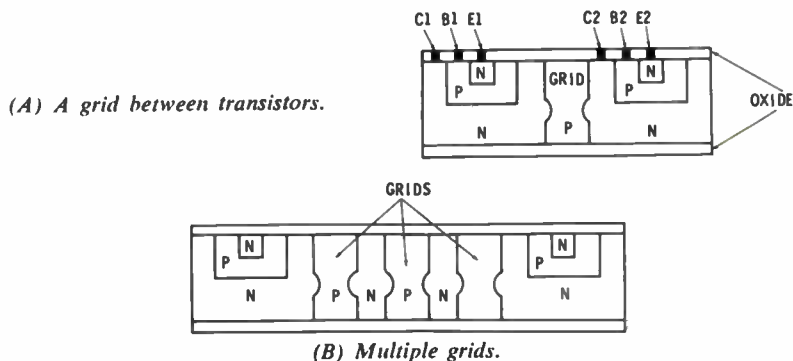 C1 B1 E1 C2 B2 E2
(A) A grid between transistors.
N GRID N
P P
OXIDE
N P N
GRIDS
N N
P P
N P N P N N
(B) Multiple grids.